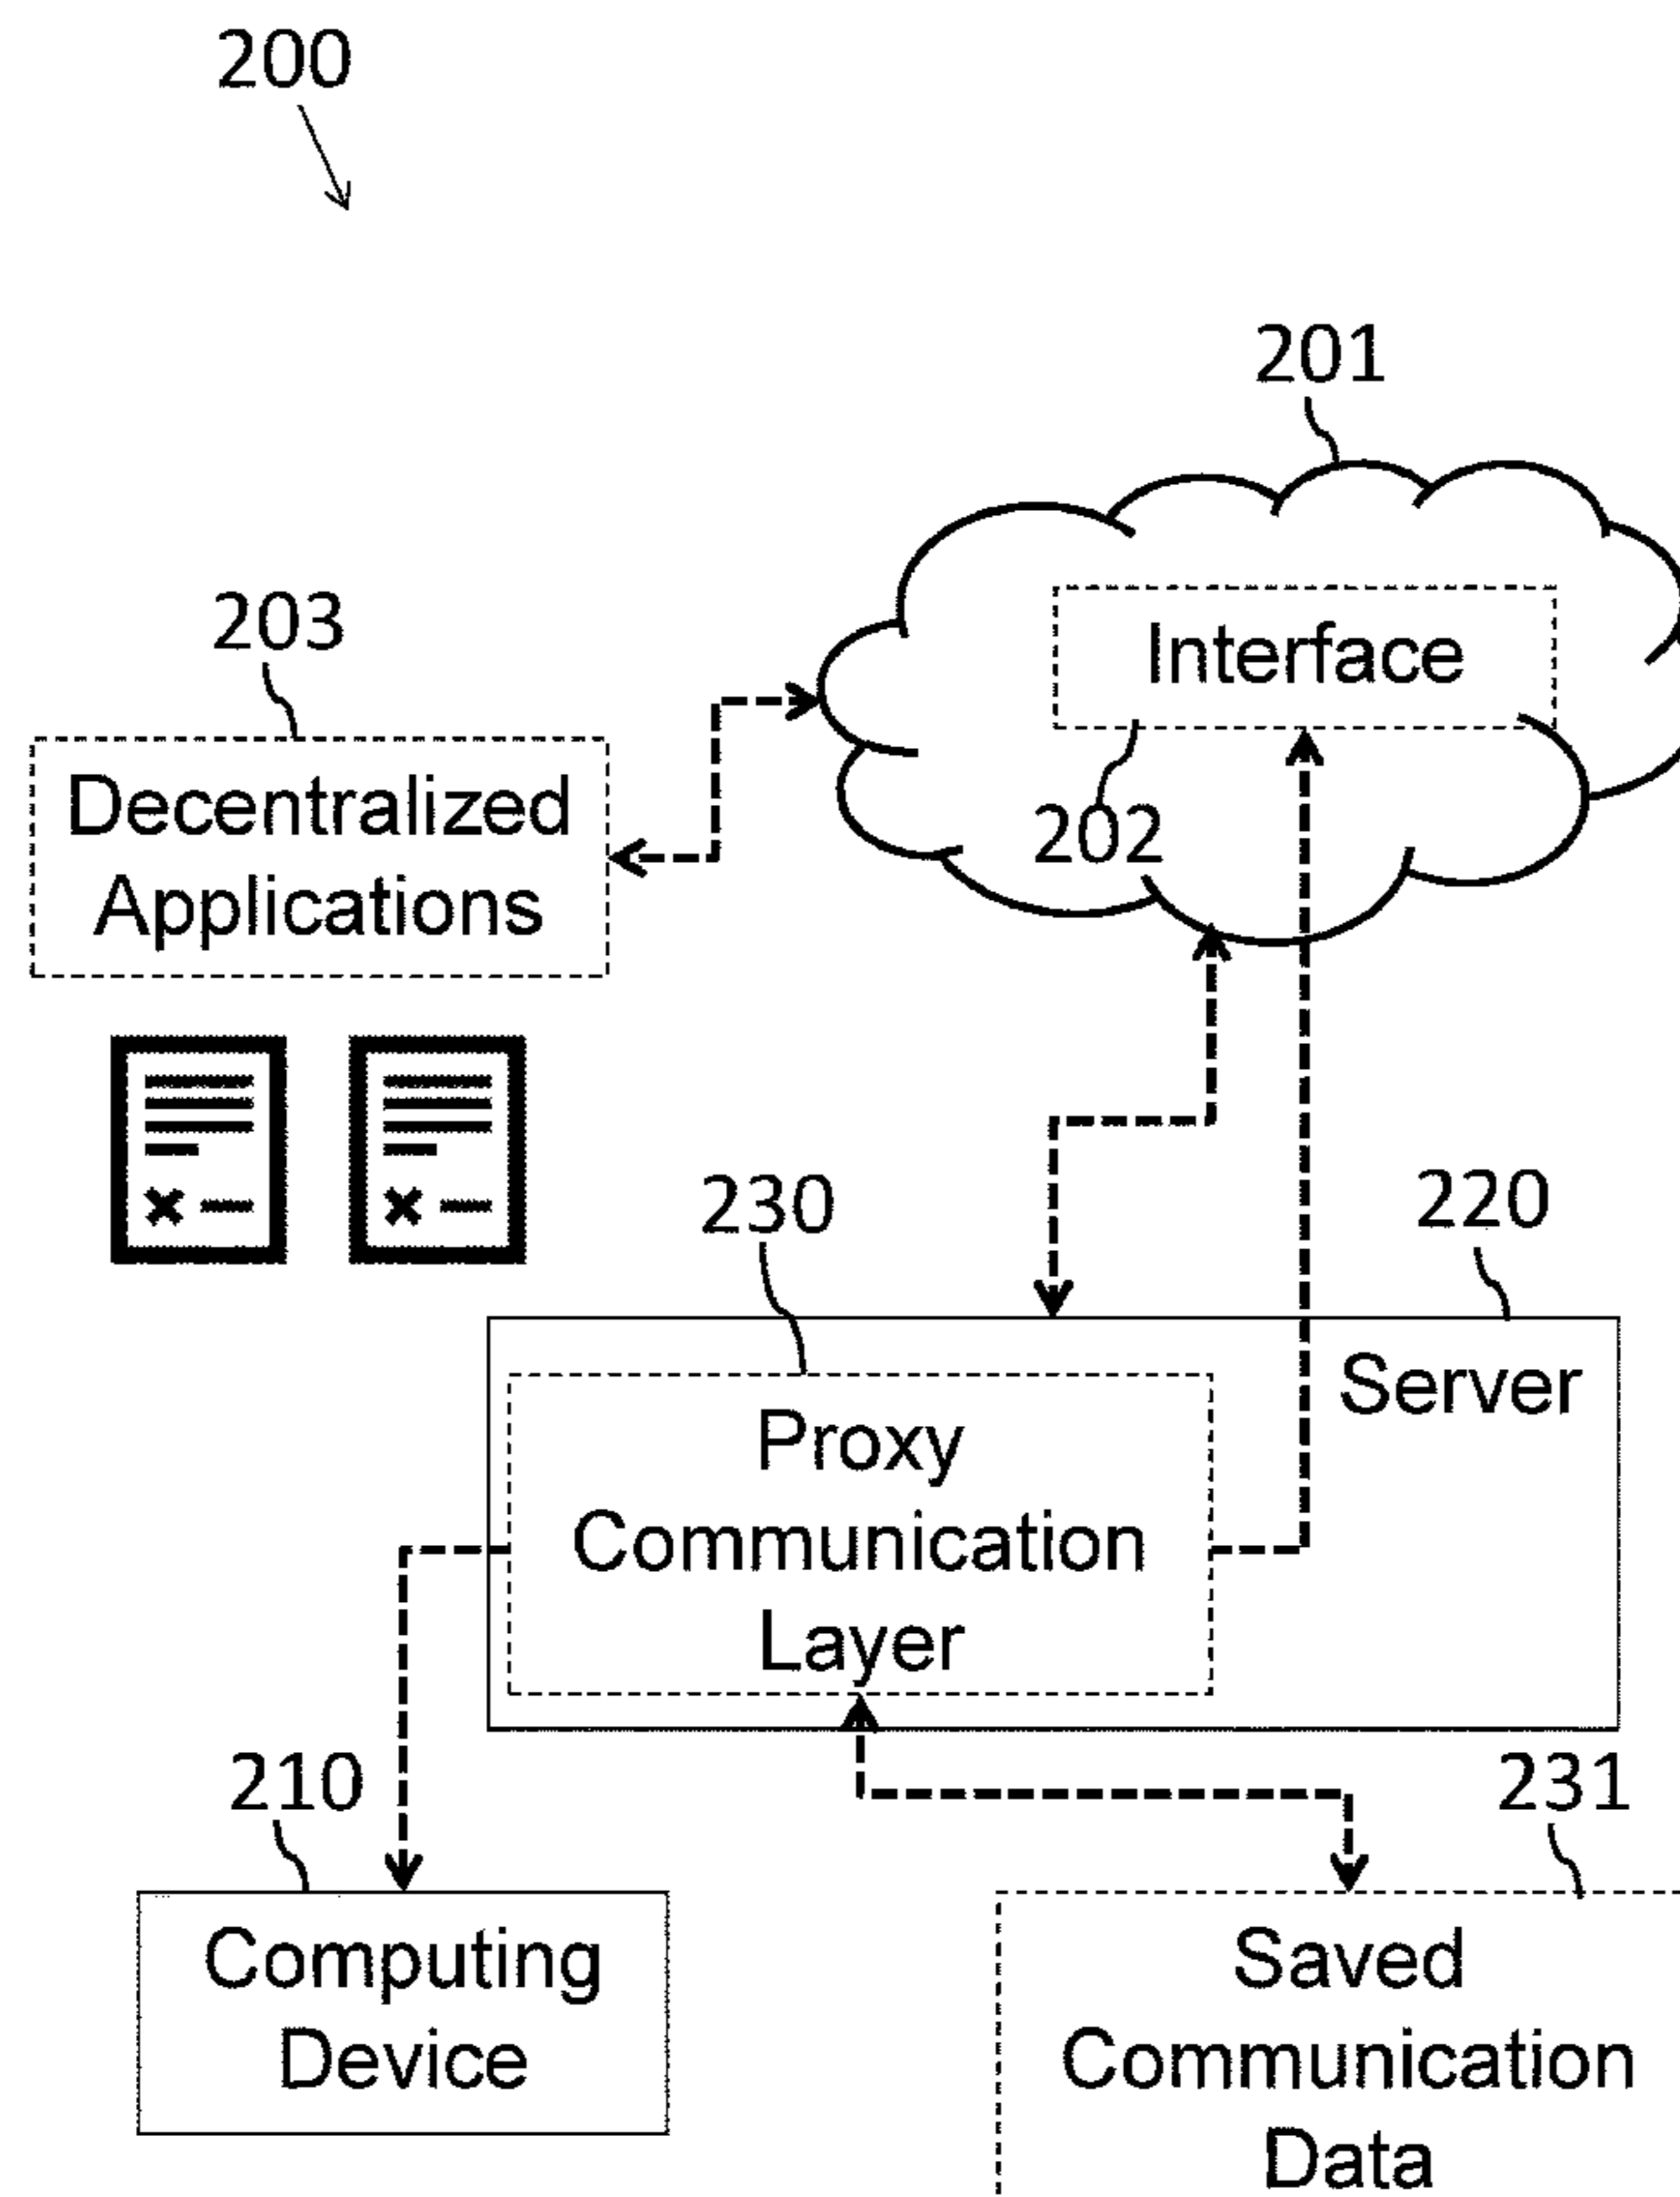 200
201
Interface
202
203
Decentralized
Applications
230
220
Server
Proxy
Communication
Layer
210
231
Computing
Device
Saved
Communication
Data